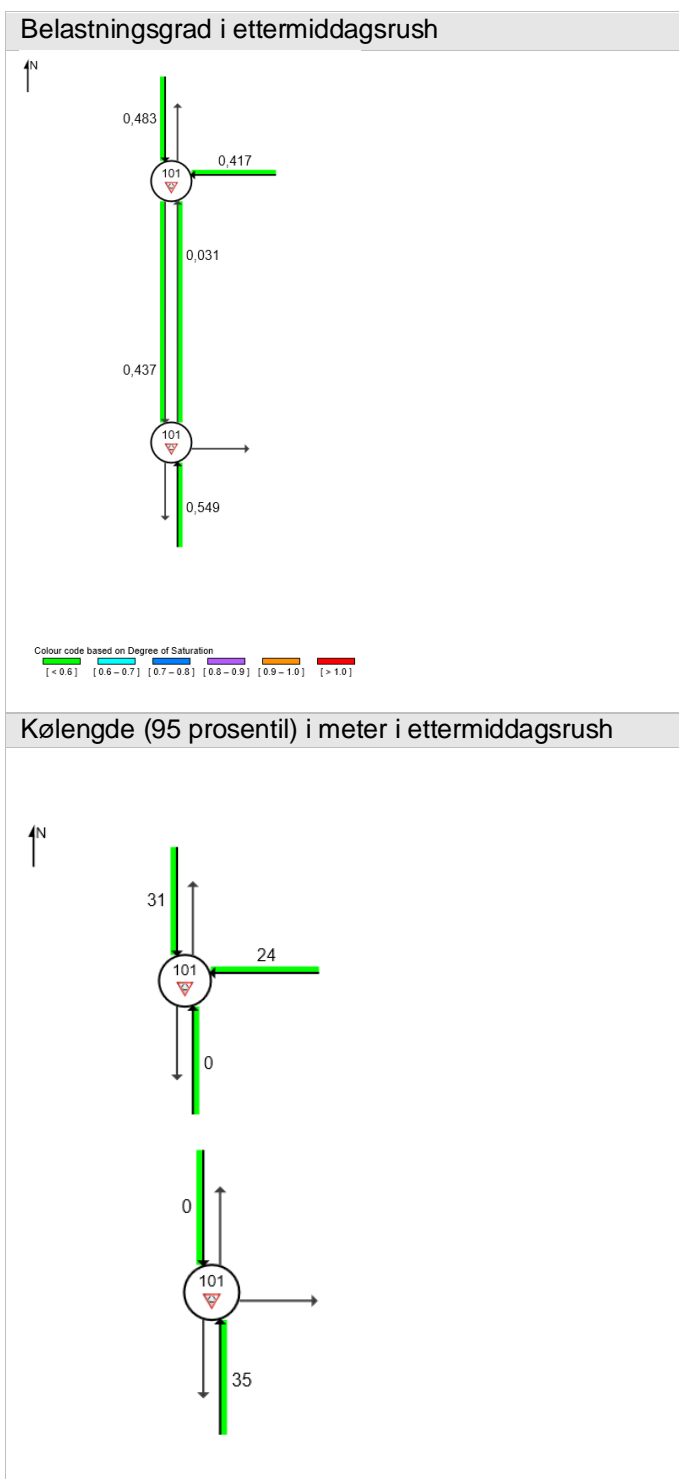 Belastningsgrad i ettermiddagsrush
N
0,483
0,417
101
0,031
0,437
101
0,549
Colour code based on Degree of Saturation
[ < 0.6 ] [ 0.6 – 0.7 ] [ 0.7 – 0.8 ] [ 0.8 – 0.9 ] [ 0.9 – 1.0 ] [ > 1.0 ]
Kølengde (95 prosentil) i meter i ettermiddagsrush
N
31
24
101
0
0
101
35